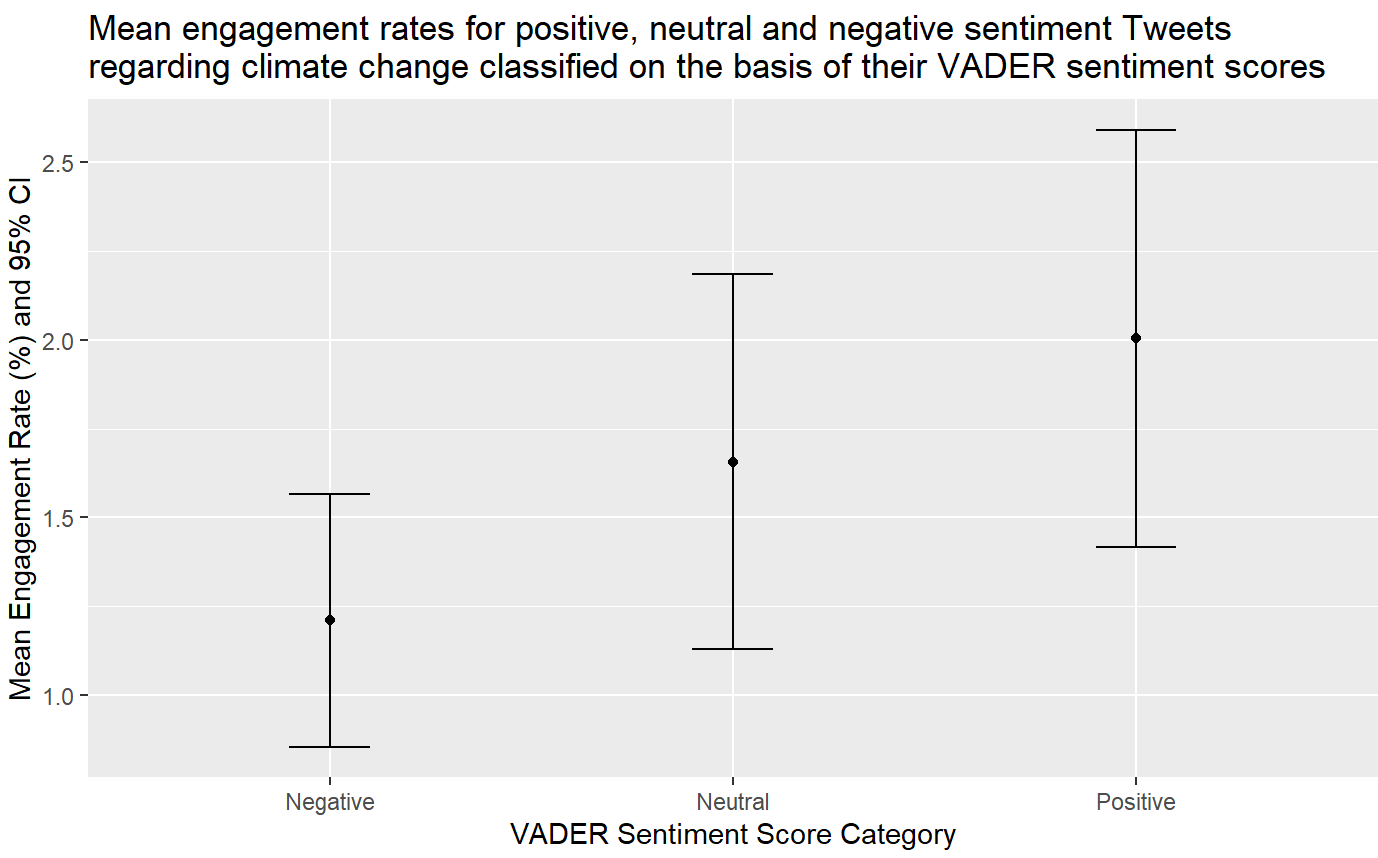 Mean engagement rates for positive, neutral and negative sentiment Tweets
regarding climate change classified on the basis of their VADER sentiment scores
Mean Engagement Rate (%) and 95% CI
2.5
2.0
1.5
1.0
Negative
Neutral
Positive
VADER Sentiment Score Category